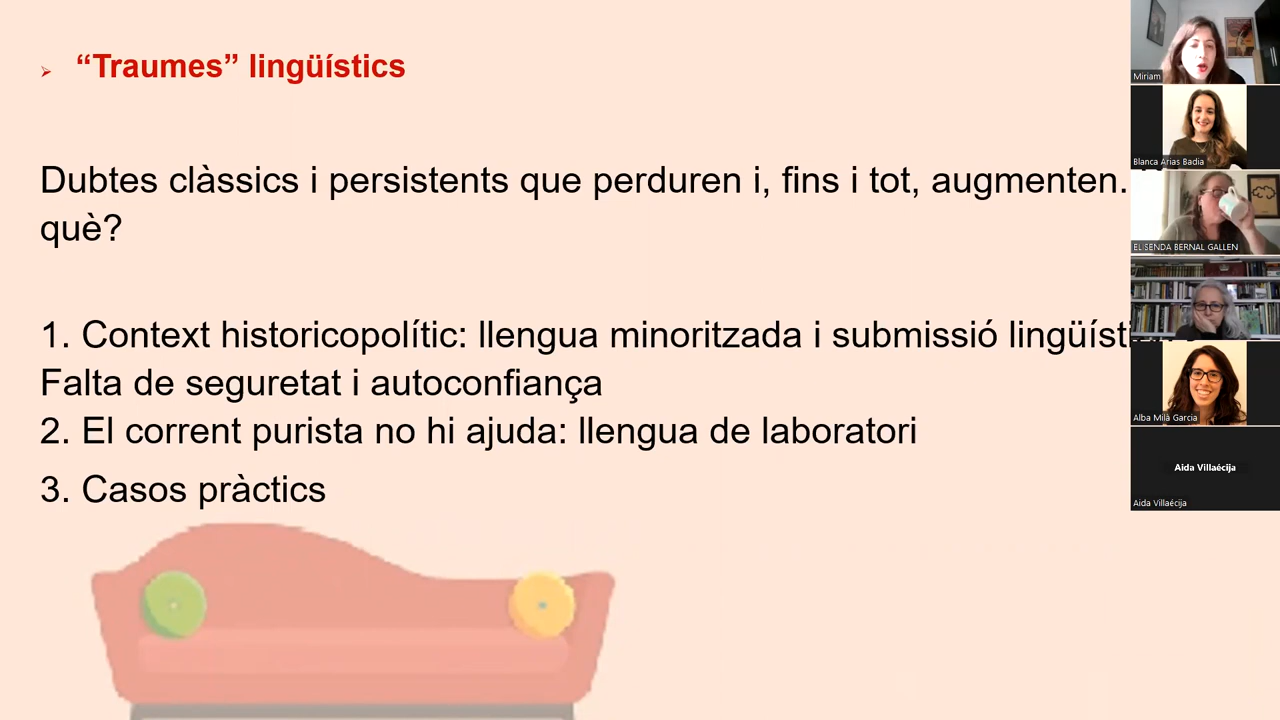 “Traumes” lingüístics
Dubtes clàssics i persistents que perduren i, fins i tot, augmenten.
què?
1. Context historicopolític: llengua minoritzada i submissió
Falta de seguretat i autoconfiança
2. El corrent purista no hi ajuda: llengua de laboratori
3. Casos pràctics
Miriam
Blanca Arias Badia
EL SENDA BERNAL GALLEN
Alba Milà Garcia
Aida Villaécija
Aida Villaécija